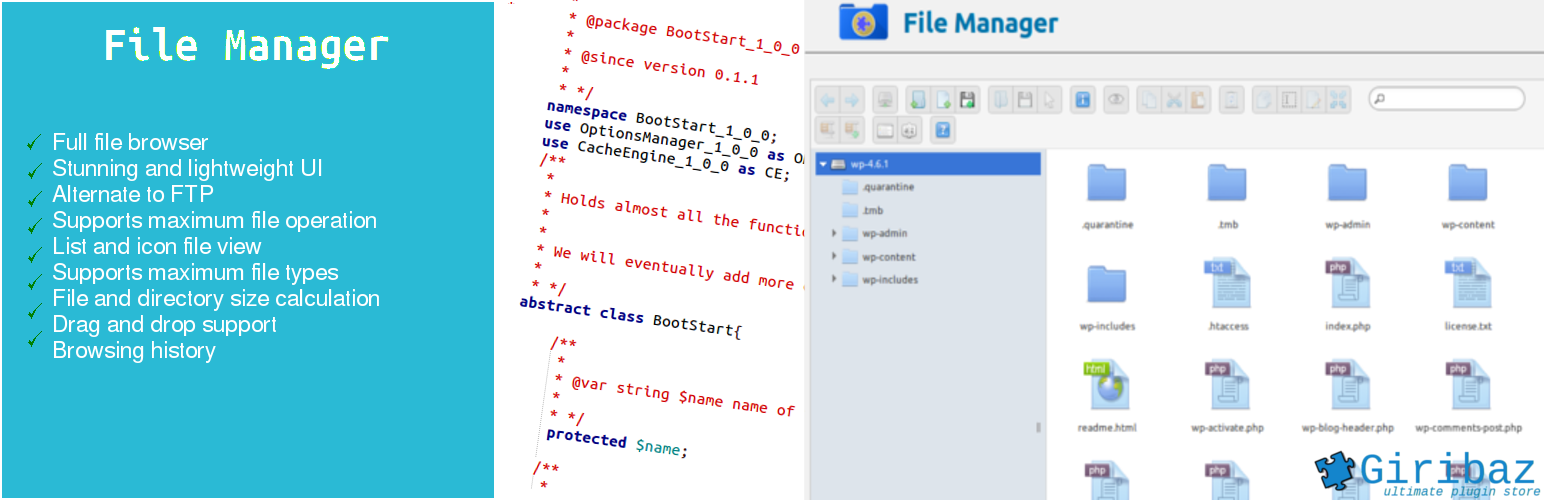 File Manager
Full file browser
Stunning and lightweight UI
Alternate to FTP
Supports maximum file operation
List and icon file view
Supports maximum file types
File and directory size calculation
Drag and drop support
Browsing history
*
* @package BootStart_1_0_0
*
* @since version 0.1.1
*
* */
namespace BootStart_1_0_0;
use OptionsManager_1_0_0 as
use CacheEngine_1_0_0 as CE;
/**
*
* Holds almost all the
*
* We will eventually add more
*
* */
abstract class BootStart{
/**
*
* @var string $name name of
*
* */
protected $name;
/**
*
File Manager
wp-4.6.1
.quarantine
.tmb
wp-admin
wp-content
wp-includes
.quarantine
.tmb
wp-admin
wp-content
txt
php
txt
wp-includes
.htaccess
index.php
license.txt
html
php
php
php
readme.html
wp-activate.php
wp-blog-header.php
wp-comments-post.php
php
php
php
Giribaz
ultimate plugin store